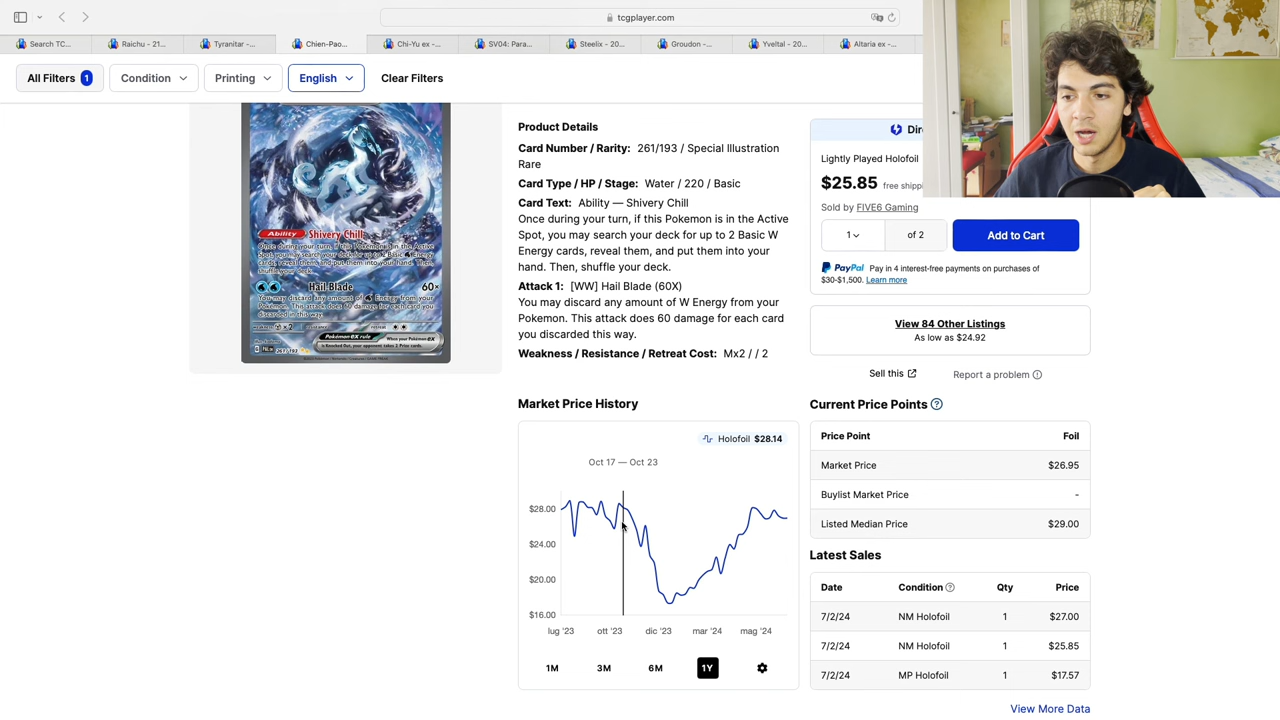 tcgplayer.com
Search TC...
Raichu - 21...
Tyranitar -...
Chien-Pao...
Chi-Yu ex -...
SV04: Para...
Steelix - 20...
Groudon -...
Yveltal - 20...
Altaria ex -...
All Filters 1
Condition
Printing
English
Clear Filters
Ability Shivery Chill
Hail Blade 60×
Pokémon ex rule
261/193
Product Details
Card Number / Rarity: 261/193 / Special Illustration
Rare
Card Type / HP / Stage: Water / 220 / Basic
Card Text: Ability — Shivery Chill
Once during your turn, if this Pokemon is in the Active
Spot, you may search your deck for up to 2 Basic W
Energy cards, reveal them, and put them into your
hand. Then, shuffle your deck.
Attack 1: [WW] Hail Blade (60X)
You may discard any amount of W Energy from your
Pokemon. This attack does 60 damage for each card
you discarded this way.
Weakness / Resistance / Retreat Cost: Mx2 / / 2
Lightly Played Holofoil
$25.85 free
Sold by FIVE6 Gaming
1
of 2
Add to Cart
PayPal Pay in 4 interest-free payments on purchases of
$30-$1,500. Learn more
View 84 Other Listings
As low as $24.92
Sell this
Report a problem
Market Price History
Holofoil $28.14
Oct 17 — Oct 23
$28.00
$24.00
$20.00
$16.00
lug '23
ott '23
dic '23
mar '24
mag '24
1M
3M
6M
1Y
Current Price Points
Price Point Foil
Market Price $26.95
Buylist Market Price -
Listed Median Price $29.00
Latest Sales
Date Condition Qty Price
7/2/24 NM Holofoil 1 $27.00
7/2/24 NM Holofoil 1 $25.85
7/2/24 MP Holofoil 1 $17.57
View More Data